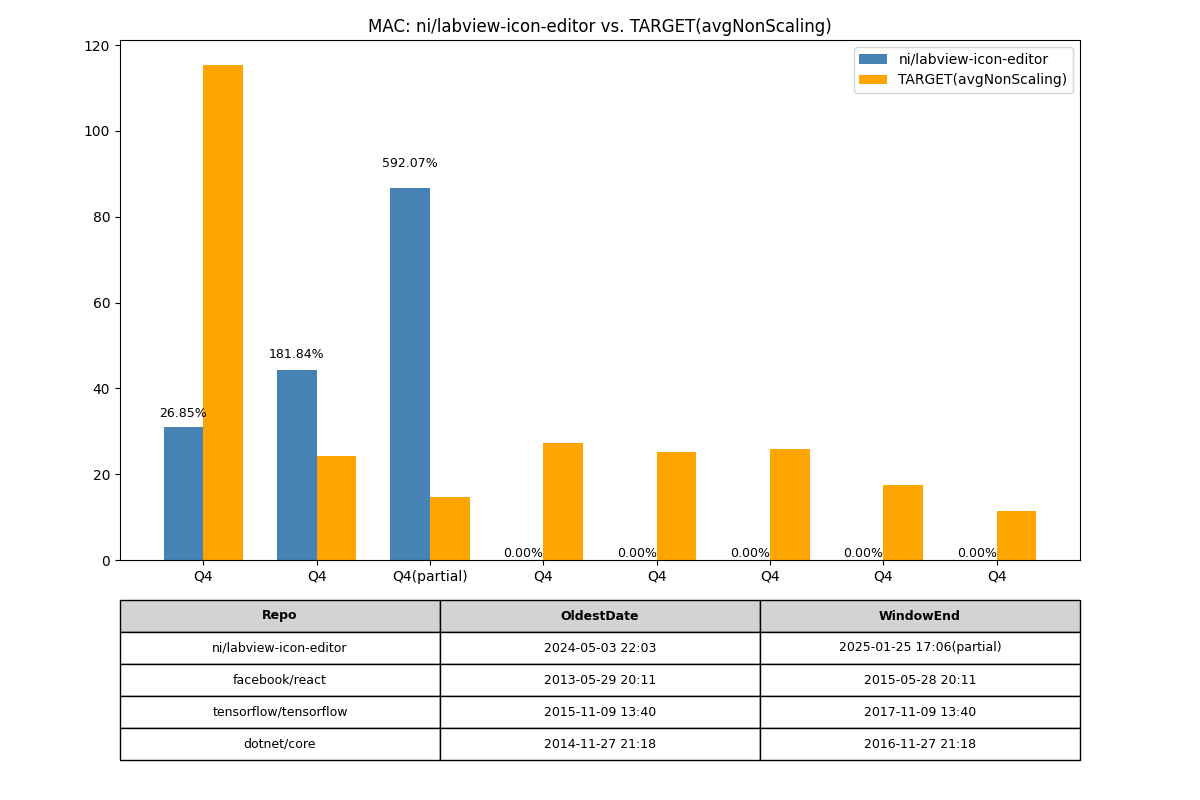 MAC: ni/labview-icon-editor vs. TARGET(avgNonScaling)
120
100
80
60
40
20
0
ni/labview-icon-editor
TARGET(avgNonScaling)
26.85%
181.84%
592.07%
0.00%
0.00%
0.00%
0.00%
0.00%
Q4
Q4
Q4(partial)
Q4
Q4
Q4
Q4
Q4
Repo OldestDate WindowEnd
ni/labview-icon-editor 2024-05-03 22:03 2025-01-25 17:06(partial)
facebook/react 2013-05-29 20:11 2015-05-28 20:11
tensorflow/tensorflow 2015-11-09 13:40 2017-11-09 13:40
dotnet/core 2014-11-27 21:18 2016-11-27 21:18